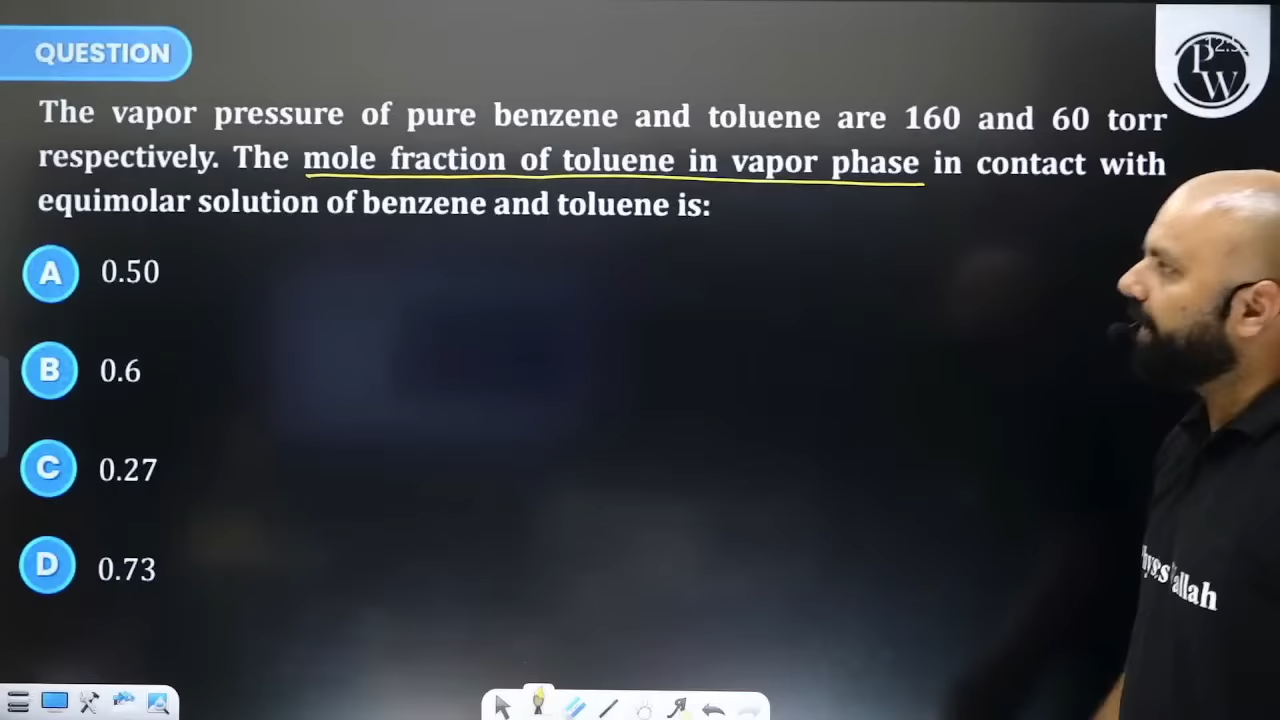 QUESTION
The vapor pressure of pure benzene and toluene are 160 and 60 torr
respectively. The mole fraction of toluene in vapor phase in contact with
equimolar solution of benzene and toluene is:
A 0.50
B 0.6
C 0.27
D 0.73
PW